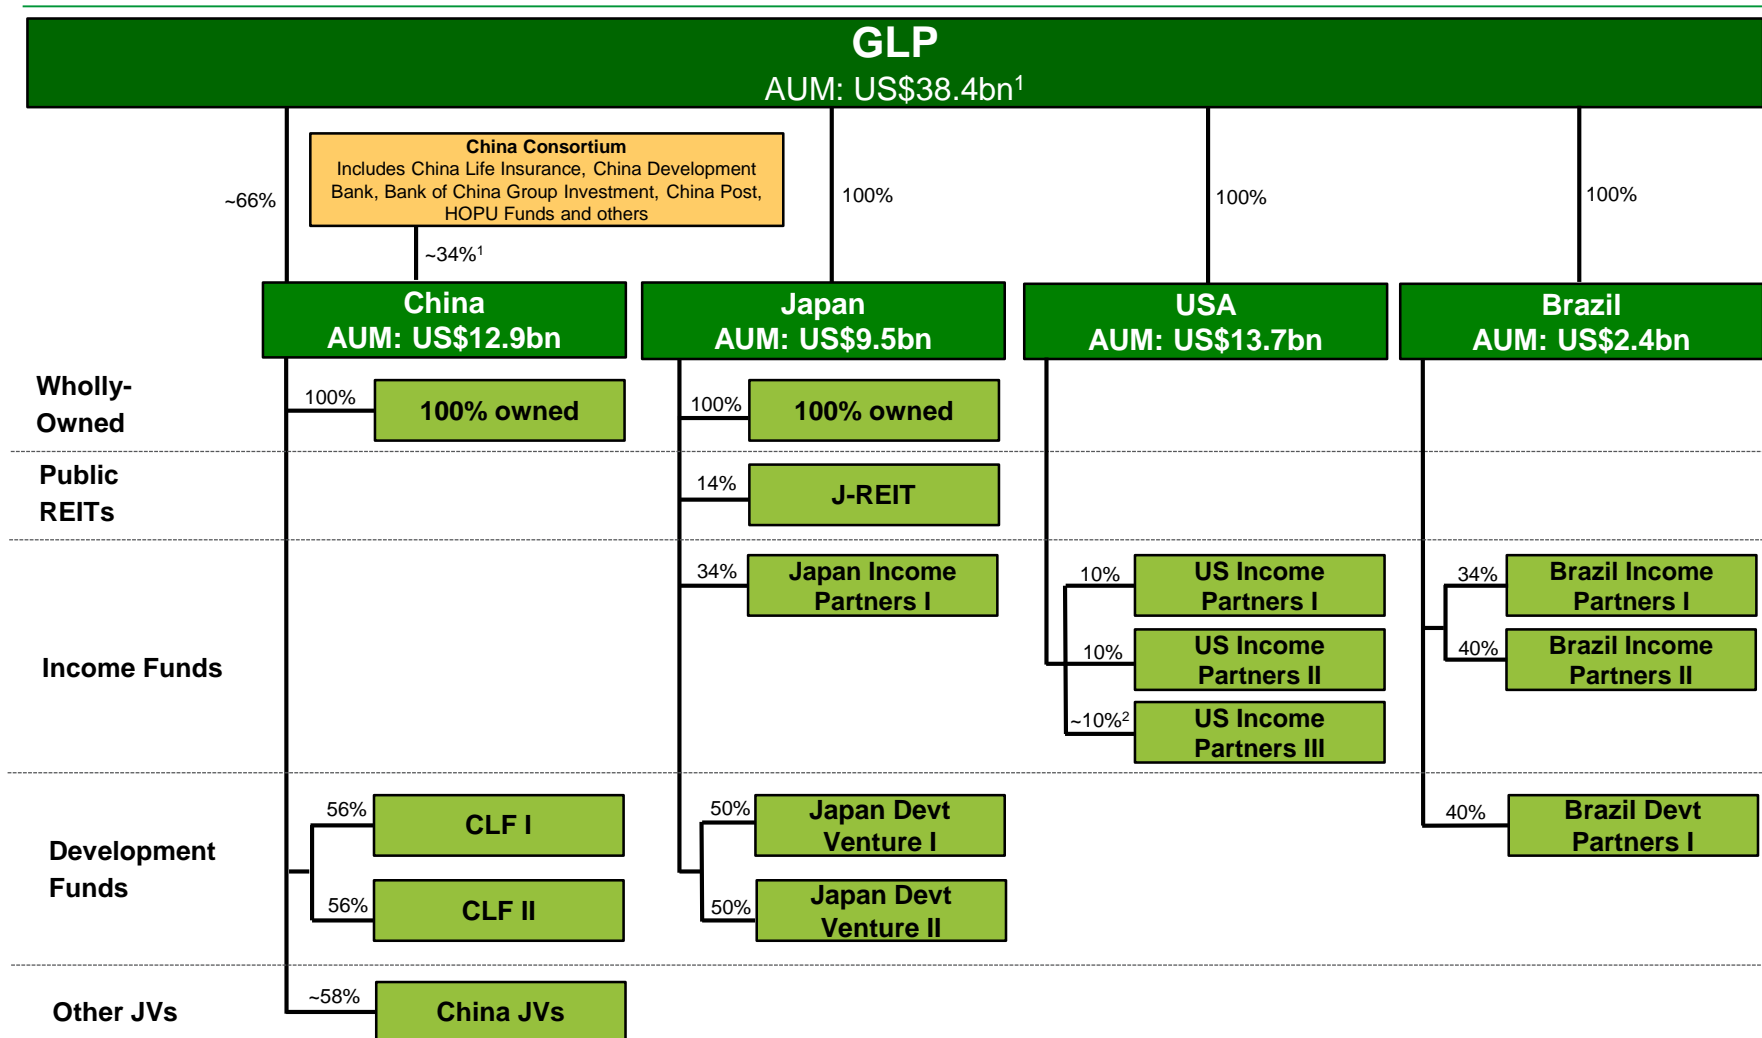 GLP
AUM: US$38.4bn1
China Consortium
Includes China Life Insurance, China Development
Bank, Bank of China Group Investment, China Post,
HOPU Funds and others
~66%
100%
100%
100%
~34%1
China
AUM: US$12.9bn
Japan
AUM: US$9.5bn
USA
AUM: US$13.7bn
Brazil
AUM: US$2.4bn
Wholly-
Owned
100%
100% owned
100%
100% owned
Public
REITs
14%
J-REIT
Income Funds
34%
Japan Income
Partners I
10%
US Income
Partners I
10%
US Income
Partners II
~10%2
US Income
Partners III
34%
Brazil Income
Partners I
40%
Brazil Income
Partners II
Development
Funds
56%
CLF I
56%
CLF II
50%
Japan Devt
Venture I
50%
Japan Devt
Venture II
40%
Brazil Devt
Partners I
Other JVs
~58%
China JVs